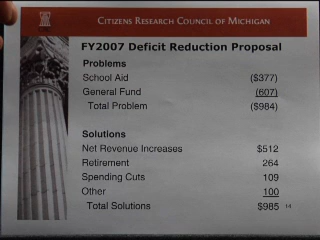 CITIZENS RESEARCH COUNCIL OF MICHIGAN
FY2007 Deficit Reduction Proposal
Problems
School Aid ($377)
General Fund (607)
Total Problem ($984)
Solutions
Net Revenue Increases $512
Retirement 264
Spending Cuts 109
Other 100
Total Solutions $985 14